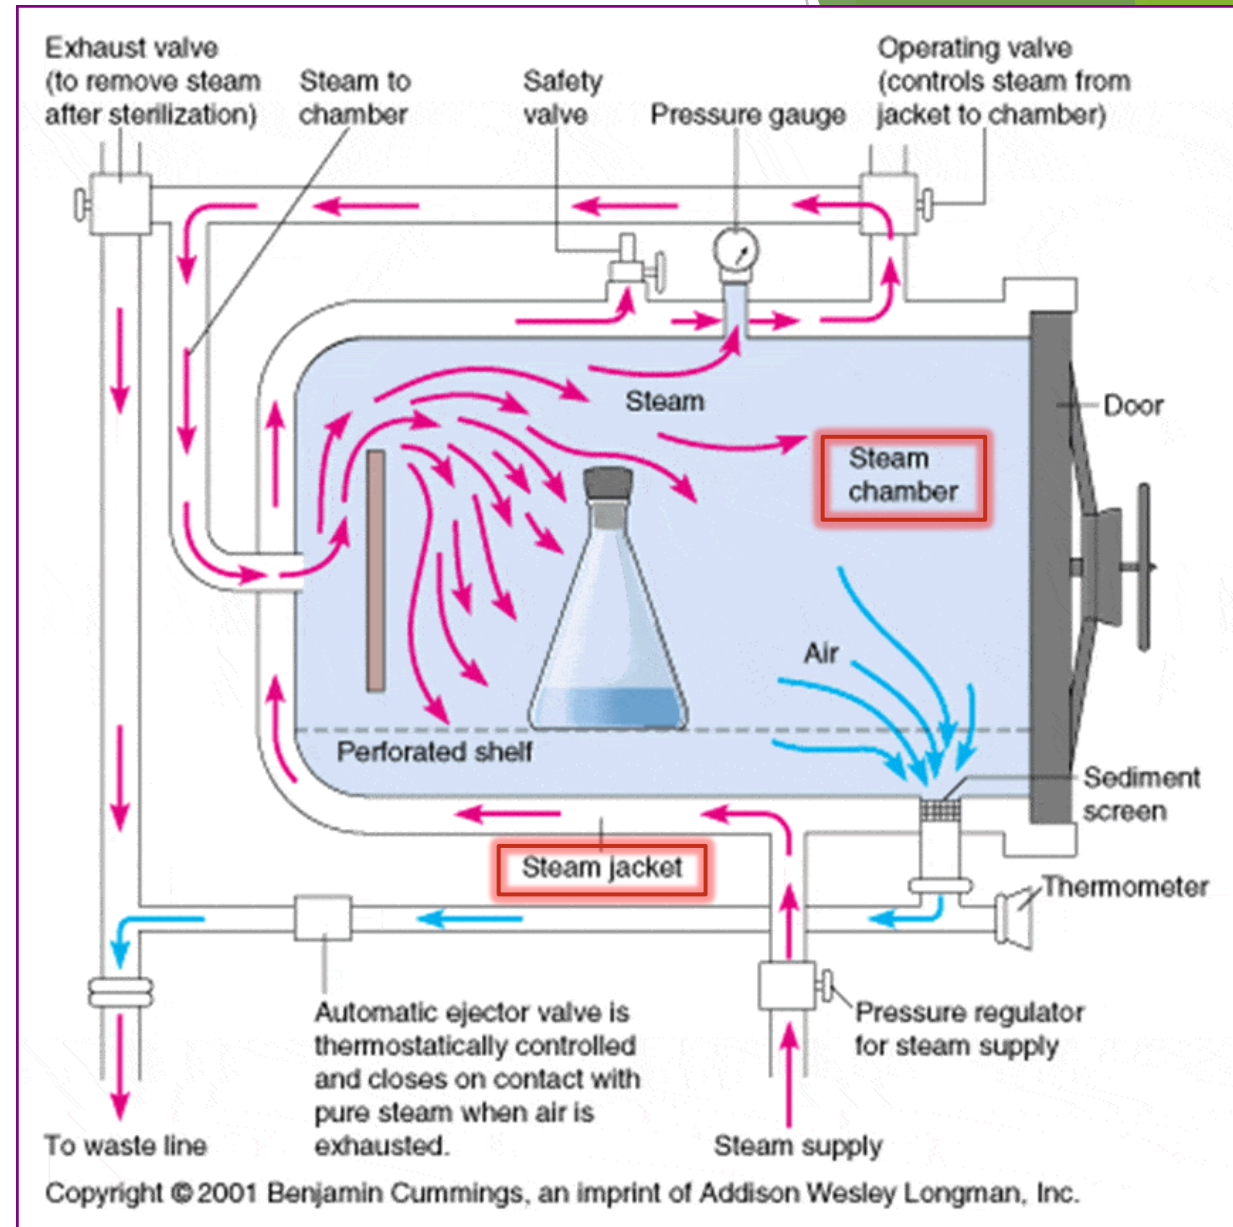 Exhaust valve
(to remove steam
after sterilization)
Steam to
chamber
Safety
valve
Pressure gauge
Operating valve
(controls steam from
jacket to chamber)
Steam
Steam
chamber
Door
Air
Perforated shelf
Sediment
screen
Steam jacket
Thermometer
Automatic ejector valve is
thermostatically controlled
and closes on contact with
pure steam when air is
exhausted.
Pressure regulator
for steam supply
To waste line
Steam supply
Copyright © 2001 Benjamin Cummings, an imprint of Addison Wesley Longman, Inc.